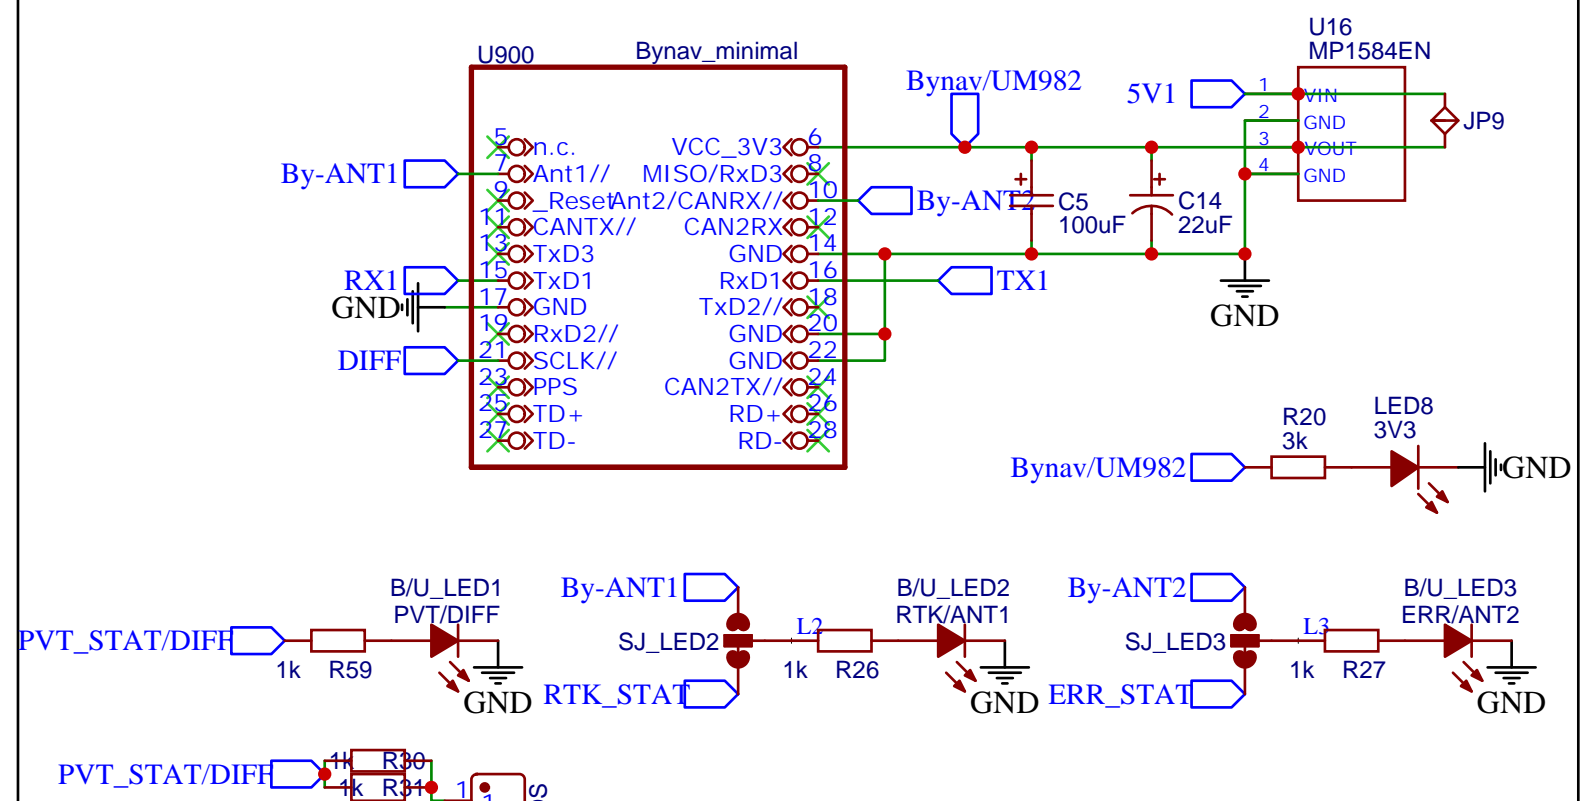 U16
MP1584EN
U900
Bynav_minimal
Bynav/UM982
5V1
1
VIN
2
GND
3
VOUT
4
GND
JP9
5
n.c.
VCC_3V3
6
By-ANT1
7
Ant1//
MISO/RxD3
8
9
_Reset
Ant2/CANRX//
10
By-ANT2
C5
100uF
C14
22uF
11
CANTX//
CAN2RX
12
13
TxD3
GND
14
RX1
15
TxD1
RxD1
16
TX1
GND
17
GND
TxD2//
18
GND
19
RxD2//
GND
20
DIFF
21
SCLK//
GND
22
23
PPS
CAN2TX//
24
25
TD+
RD+
26
27
TD-
RD-
28
R20
3k
LED8
3V3
Bynav/UM982
GND
B/U_LED1
PVT/DIFF
PVT_STAT/DIFF
1k
R59
GND
By-ANT1
SJ_LED2
RTK_STAT
L2
1k
R26
B/U_LED2
RTK/ANT1
GND
By-ANT2
SJ_LED3
ERR_STAT
L3
1k
R27
B/U_LED3
ERR/ANT2
GND
PVT_STAT/DIFF
1k
R30
1k
R31
1
1